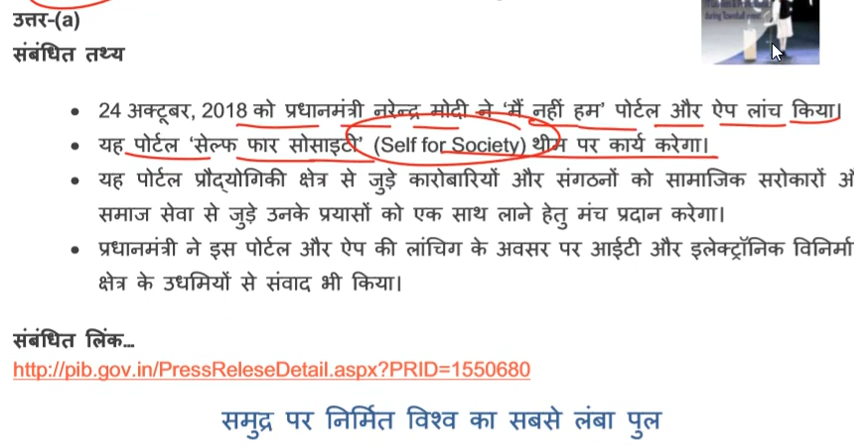 उत्तर-(a)
संबंधित तथ्य
during Townhall
• 24 अक्टूबर, 2018 को प्रधानमंत्री नरेन्द्र मोदी ने ‘मैं नहीं हम’ पोर्टल और ऐप लांच किया।
• यह पोर्टल ‘सेल्फ फार सोसाइटी’ (Self for Society) थीम पर कार्य करेगा।
• यह पोर्टल प्रौद्योगिकी क्षेत्र से जुड़े कारोबारियों और संगठनों को सामाजिक सरोकारों
समाज सेवा से जुड़े उनके प्रयासों को एक साथ लाने हेतु मंच प्रदान करेगा।
• प्रधानमंत्री ने इस पोर्टल और ऐप की लांचिग के अवसर पर आईटी और इलेक्ट्रॉनिक विनिर्मा
क्षेत्र के उधमियों से संवाद भी किया।
संबंधित लिंक...
http://pib.gov.in/PressReleseDetail.aspx?PRID=1550680
समुद्र पर निर्मित विश्व का सबसे लंबा पुल